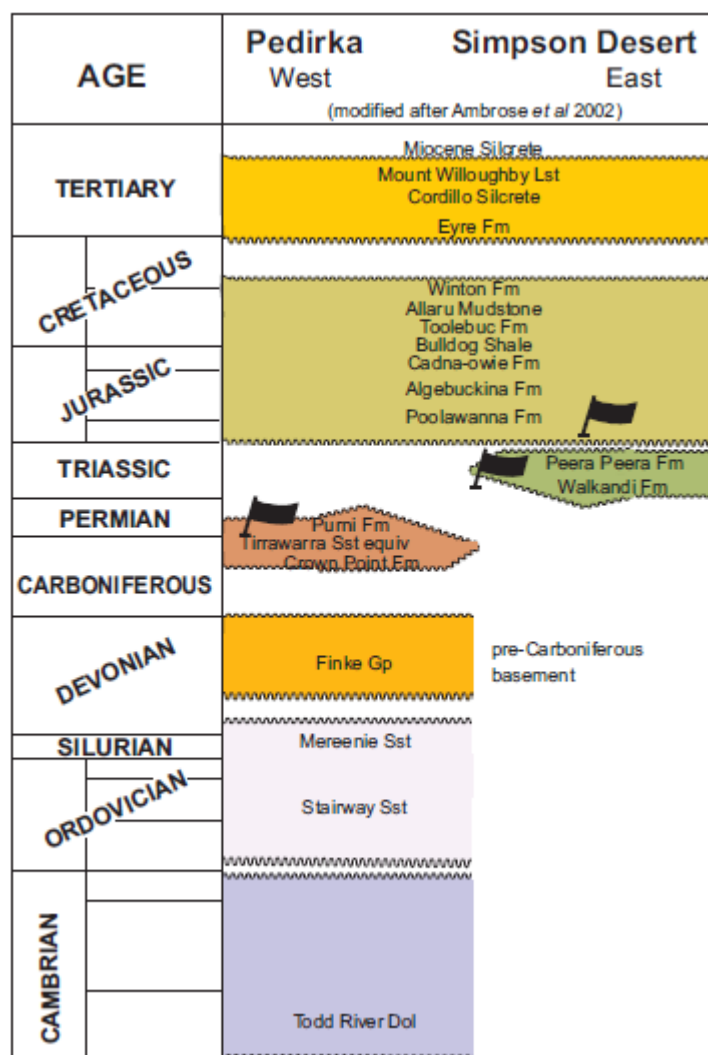 AGE
Pedirka Simpson Desert
West East
(modified after Ambrose et al 2002)
TERTIARY
Miocene Silcrete
Mount Willoughby Lst
Cordillo Silcrete
Eyre Fm
CRETACEOUS
Winton Fm
Allaru Mudstone
Toolebuc Fm
Bulldog Shale
Cadna-owie Fm
JURASSIC
Algebuckina Fm
Poolawanna Fm
TRIASSIC
Peera Peera Fm
Walkandi Fm
PERMIAN
Purni Fm
Tirrawarra Sst equiv
Crown Point Fm
CARBONIFEROUS
DEVONIAN
Finke Gp
pre-Carboniferous
basement
SILURIAN
Mereenie Sst
ORDOVICIAN
Stairway Sst
CAMBRIAN
Todd River Dol